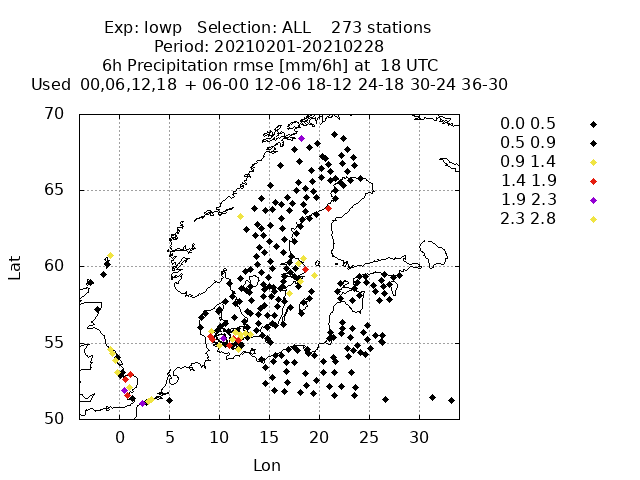 Exp: lowp Selection: ALL 273 stations
Period: 20210201-20210228
6h Precipitation rmse [mm/6h] at 18 UTC
Used 00,06,12,18 + 06-00 12-06 18-12 24-18 30-24 36-30
70
65
60
55
50
Lat
0 5 10 15 20 25 30
Lon
0.0 0.5
0.5 0.9
0.9 1.4
1.4 1.9
1.9 2.3
2.3 2.8